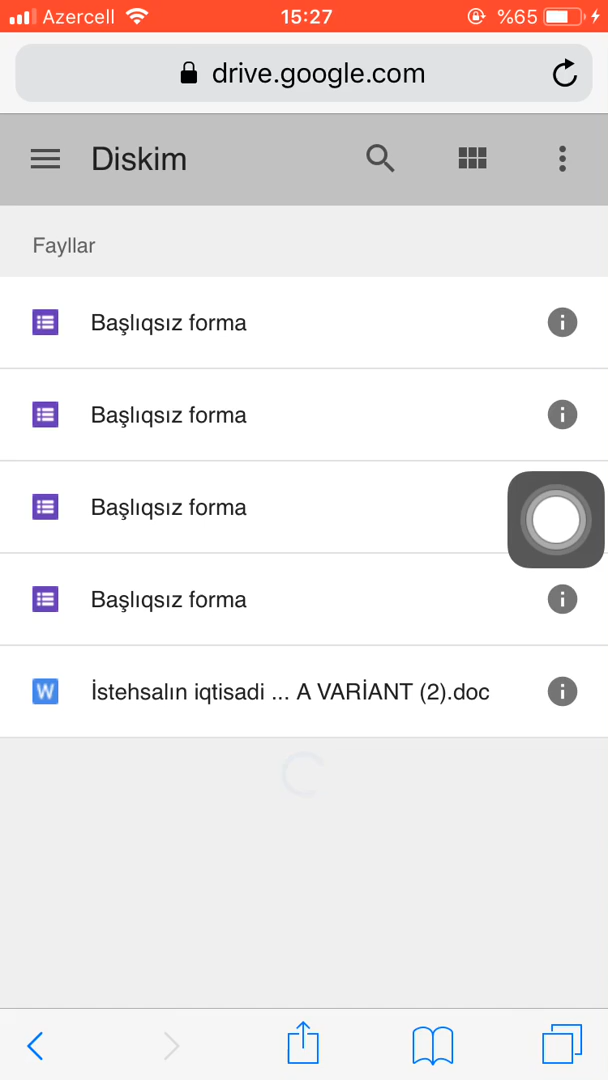 Azercell 15:27 %65
drive.google.com
Diskim
Fayllar
Başlıqsız forma
Başlıqsız forma
Başlıqsız forma
Başlıqsız forma
W İstehsalın iqtisadi ... A VARİANT (2).doc